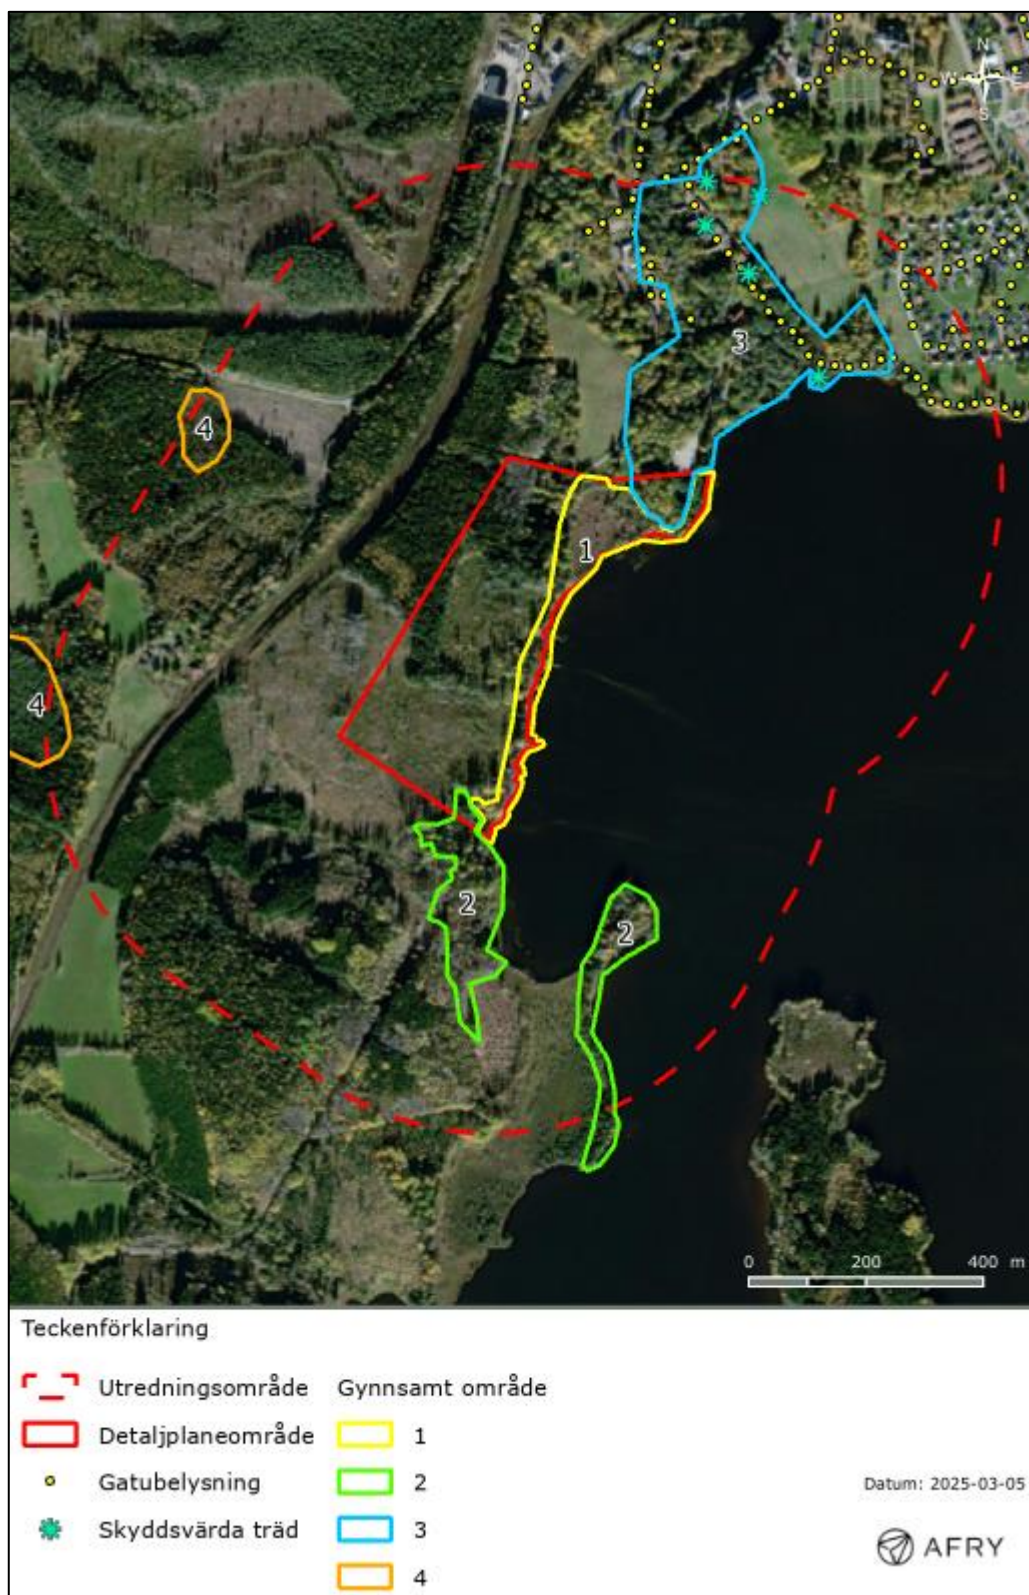 N
W E
S
4
3
1
4
2
2
0 200 400 m
Teckenförklaring
Utredningsområde Gynnsamt område
Detaljplaneområde 1
Gatubelysning 2
Datum: 2025-03-05
Skyddsvärda träd 3
AFRY
4